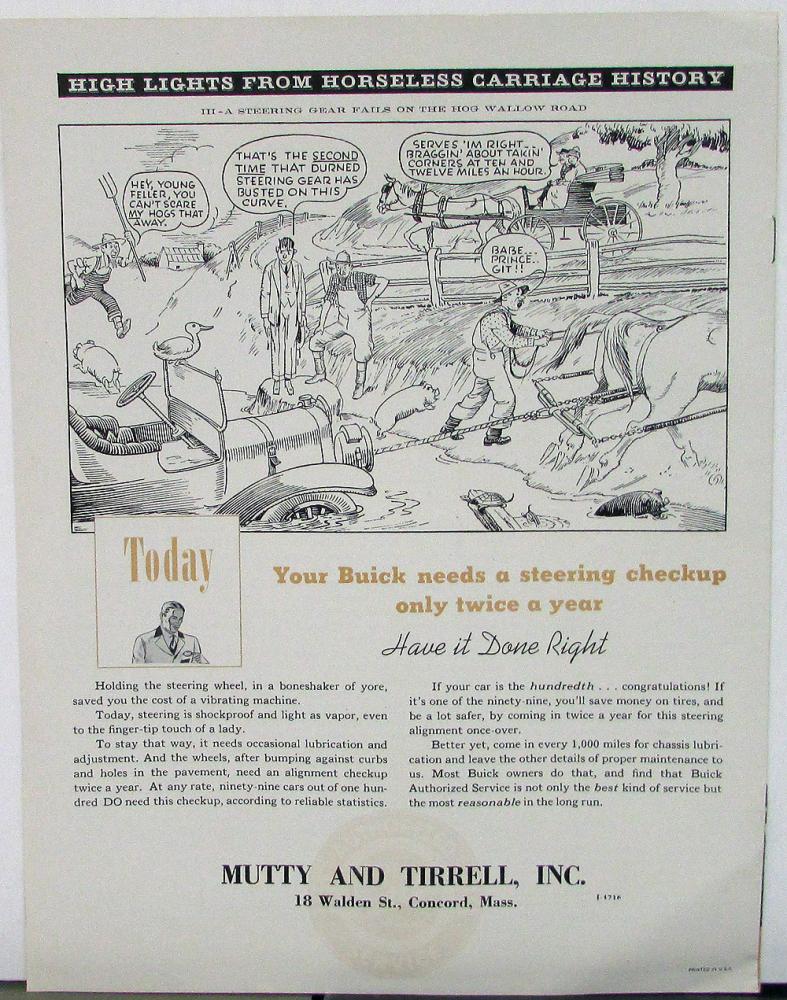 HIGH LIGHTS FROM HORSELESS CARRIAGE HISTORY
III-A STEERING GEAR FAILS ON THE HOG WALLOW ROAD
HEY, YOUNG
FELLER, YOU
CAN'T SCARE
MY HOGS THAT
AWAY.
THAT'S THE SECOND
TIME THAT DURNED
STEERING GEAR HAS
BUSTED ON THIS
CURVE.
SERVES 'IM RIGHT..
BRAGGIN' ABOUT TAKIN'
CORNERS AT TEN AND
TWELVE MILES AN HOUR.
BABE...
PRINCE..
GIT!!
Today
Your Buick needs a steering checkup
only twice a year
Have it Done Right
Holding the steering wheel, in a boneshaker of yore,
saved you the cost of a vibrating machine.
Today, steering is shockproof and light as vapor, even
to the finger-tip touch of a lady.
To stay that way, it needs occasional lubrication and
adjustment. And the wheels, after bumping against curbs
and holes in the pavement, need an alignment checkup
twice a year. At any rate, ninety-nine cars out of one hun-
dred DO need this checkup, according to reliable statistics.
If your car is the hundredth . . . congratulations! If
it's one of the ninety-nine, you'll save money on tires, and
be a lot safer, by coming in twice a year for this steering
alignment once-over.
Better yet, come in every 1,000 miles for chassis lubri-
cation and leave the other details of proper maintenance to
us. Most Buick owners do that, and find that Buick
Authorized Service is not only the best kind of service but
the most reasonable in the long run.
MUTTY AND TIRRELL, INC.
18 Walden St., Concord, Mass.
I-1716
PRINTED IN U.S.A.